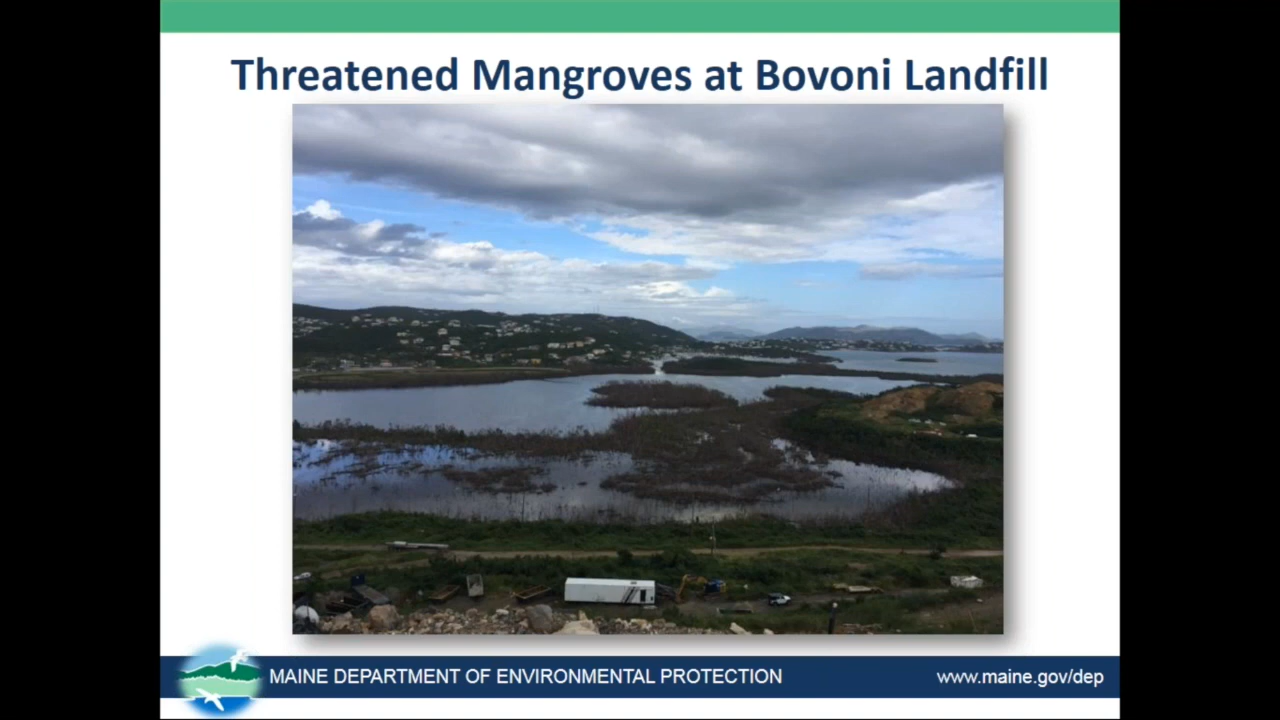 Threatened Mangroves at Bovoni Landfill
MAINE DEPARTMENT OF ENVIRONMENTAL PROTECTION
www.maine.gov/dep